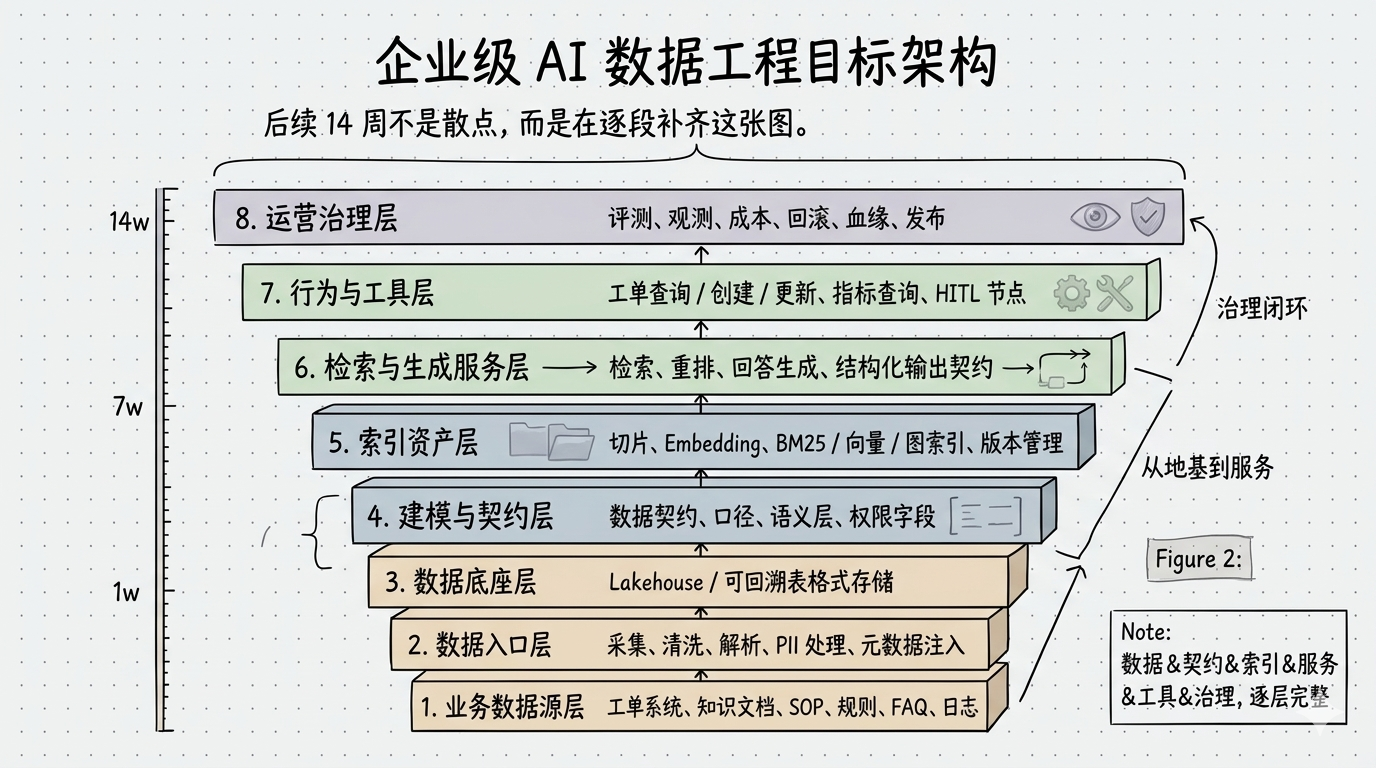 企业级 AI 数据工程目标架构
后续 14 周不是散点，而是在逐段补齐这张图。
14w
8. 运营治理层 评测、观测、成本、回滚、血缘、发布
7. 行为与工具层 工单查询 / 创建 / 更新、指标查询、HITL 节点
治理闭环
6. 检索与生成服务层 → 检索、重排、回答生成、结构化输出契约 →
7w
5. 索引资产层 切片、Embedding、BM25 / 向量 / 图索引、版本管理
从地基到服务
4. 建模与契约层 数据契约、口径、语义层、权限字段
Figure 2:
3. 数据底座层 Lakehouse / 可回溯表格式存储
1w
2. 数据入口层 采集、清洗、解析、PII 处理、元数据注入
1. 业务数据源层 工单系统、知识文档、SOP、规则、FAQ、日志
Note:
数据&契约&索引&服务
&工具&治理, 逐层完整